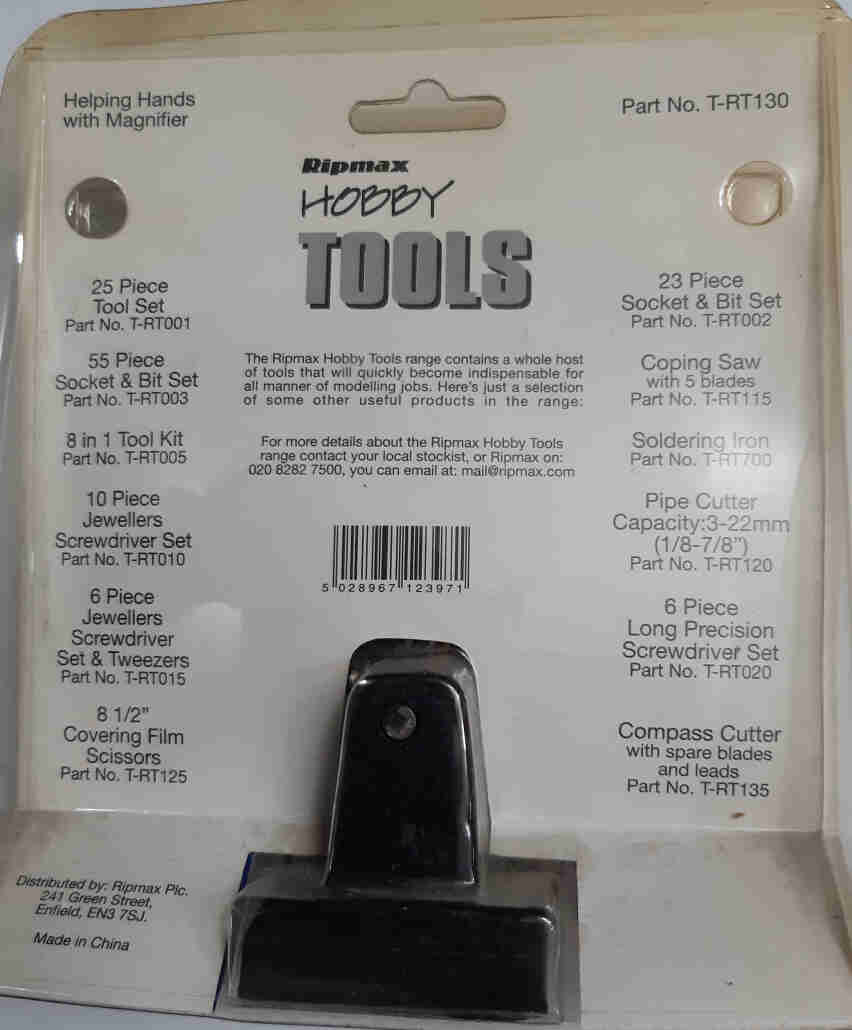 Helping Hands
with Magnifier
Part No. T-RT130
Ripmax
HOBBY
TOOLS
25 Piece
Tool Set
Part No. T-RT001
55 Piece
Socket & Bit Set
Part No. T-RT003
8 in 1 Tool Kit
Part No. T-RT005
10 Piece
Jewellers
Screwdriver Set
Part No. T-RT010
6 Piece
Jewellers
Screwdriver
Set & Tweezers
Part No. T-RT015
8 1/2”
Covering Film
Scissors
Part No. T-RT125
The Ripmax Hobby Tools range contains a whole host
of tools that will quickly become indispensable for
all manner of modelling jobs. Here's just a selection
of some other useful products in the range:
For more details about the Ripmax Hobby Tools
range contact your local stockist, or Ripmax on:
020 8282 7500, you can email at: mail@ripmax.com
5 028967 123971
23 Piece
Socket & Bit Set
Part No. T-RT002
Coping Saw
with 5 blades
Part No. T-RT115
Soldering Iron
Part No. T-RT700
Pipe Cutter
Capacity:3-22mm
(1/8-7/8”)
Part No. T-RT120
6 Piece
Long Precision
Screwdriver Set
Part No. T-RT020
Compass Cutter
with spare blades
and leads
Part No. T-RT135
Distributed by: Ripmax Plc.
241 Green Street,
Enfield, EN3 7SJ.
Made in China